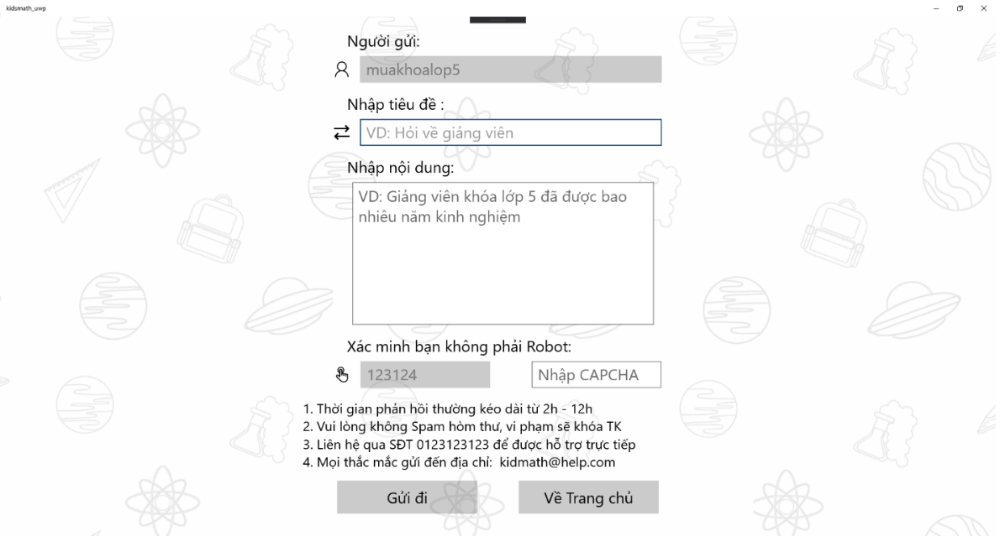 kidsmath_uwp
Người gửi:
muakhoalop5
Nhập tiêu đề :
VD: Hỏi về giảng viên
Nhập nội dung:
VD: Giảng viên khóa lớp 5 đã được bao
nhiêu năm kinh nghiệm
Xác minh bạn không phải Robot:
123124 Nhập CAPCHA
1. Thời gian phản hồi thường kéo dài từ 2h - 12h
2. Vui lòng không Spam hòm thư, vi phạm sẽ khóa TK
3. Liên hệ qua SĐT 0123123123 để được hỗ trợ trực tiếp
4. Mọi thắc mắc gửi đến địa chỉ: kidmath@help.com
Gửi đi Về Trang chủ